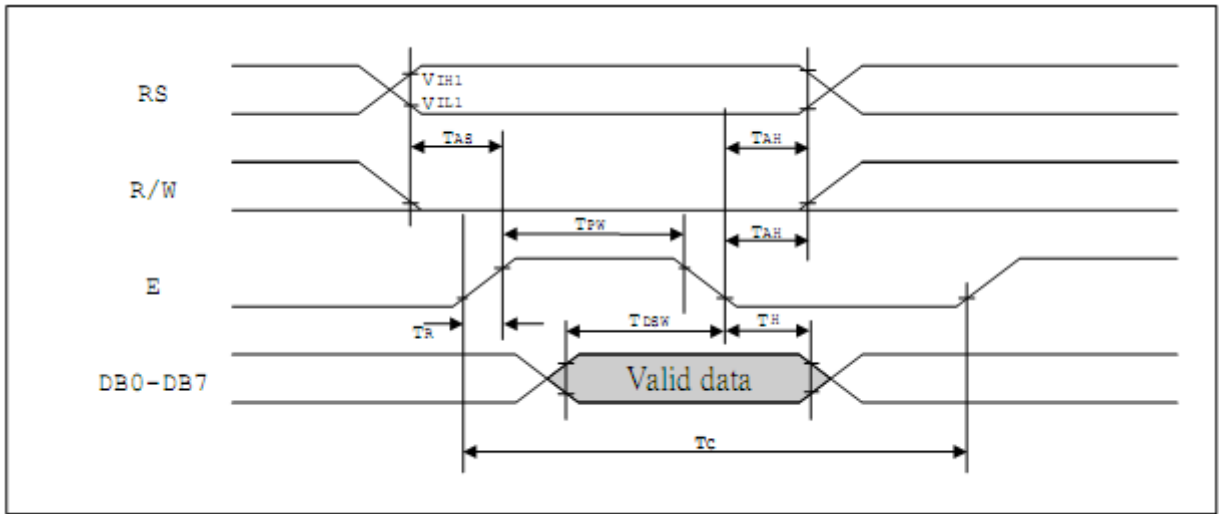 RS
VIH1
VIL1
TAS
TAH
R/W
TPW
TAH
E
TR
TDSW
TH
DB0-DB7
Valid data
TC